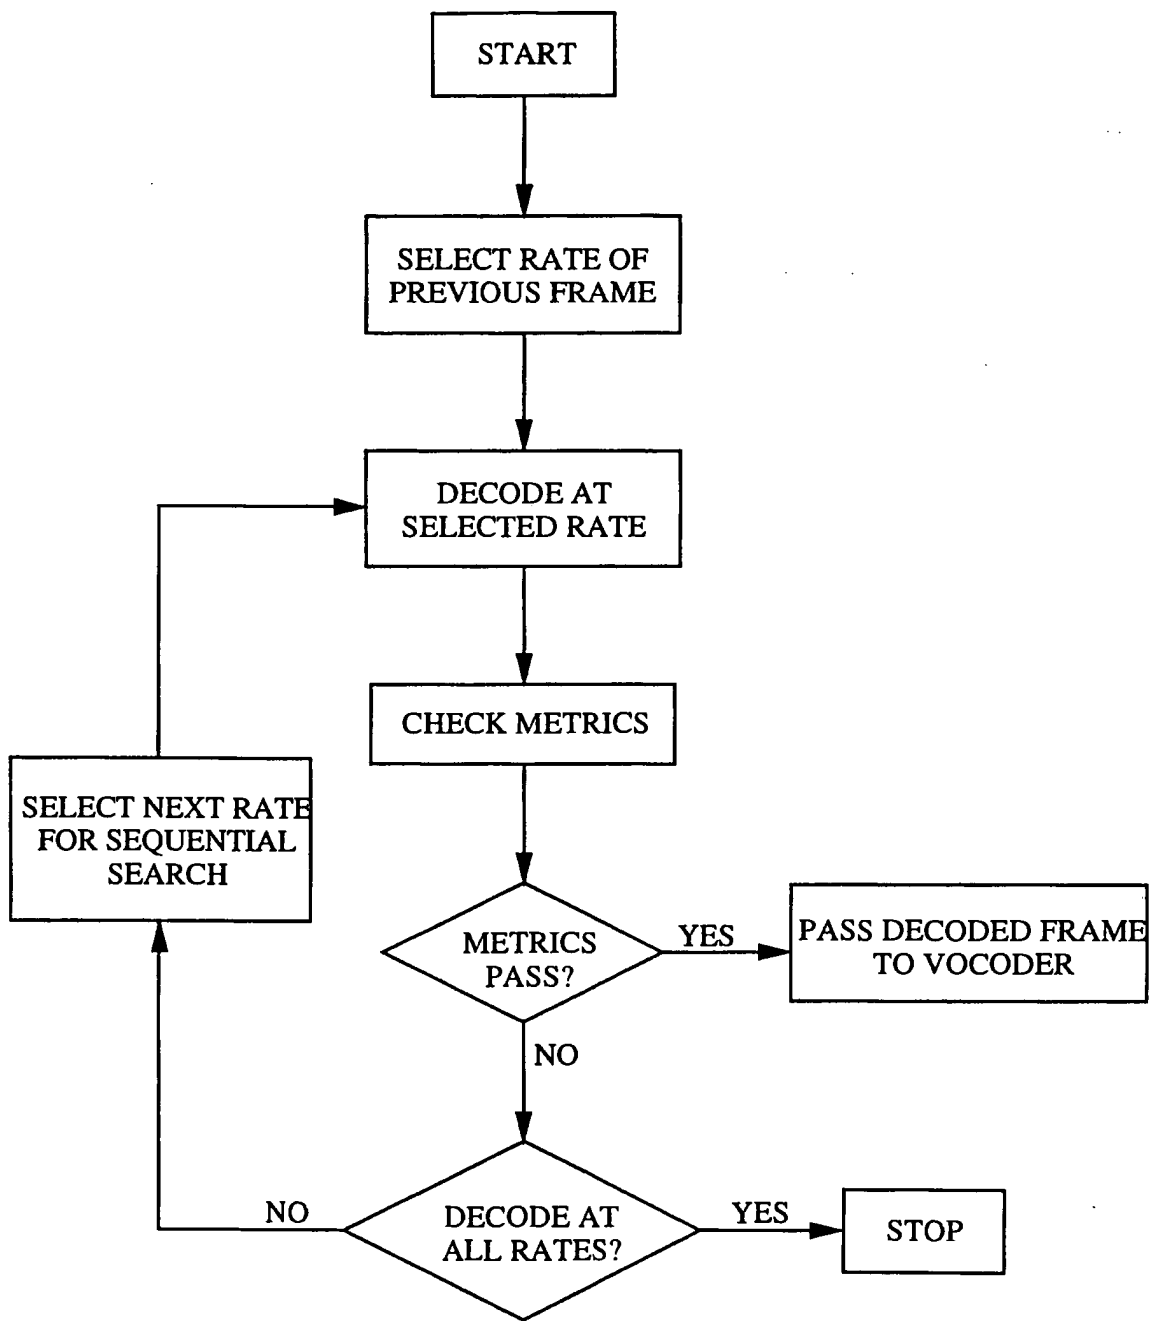 START
SELECT RATE OF
PREVIOUS FRAME
DECODE AT
SELECTED RATE
CHECK METRICS
SELECT NEXT RATE
FOR SEQUENTIAL
SEARCH
METRICS
PASS?
YES
PASS DECODED FRAME
TO VOCODER
NO
DECODE AT
ALL RATES?
NO
YES
STOP